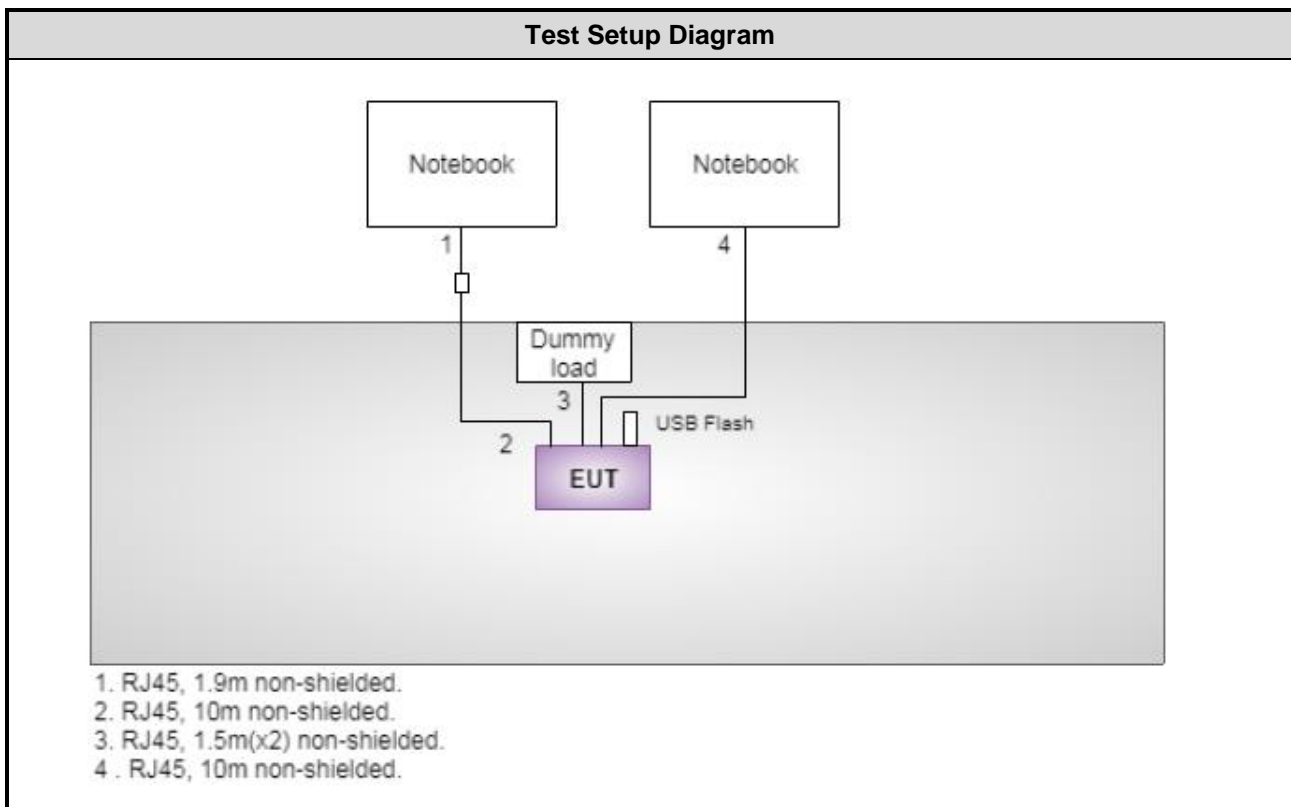 Test Setup Diagram
Notebook
Notebook
1
4
Dummy
load
3
USB Flash
2
EUT
1. RJ45, 1.9m non-shielded.
2. RJ45, 10m non-shielded.
3. RJ45, 1.5m(x2) non-shielded.
4 . RJ45, 10m non-shielded.